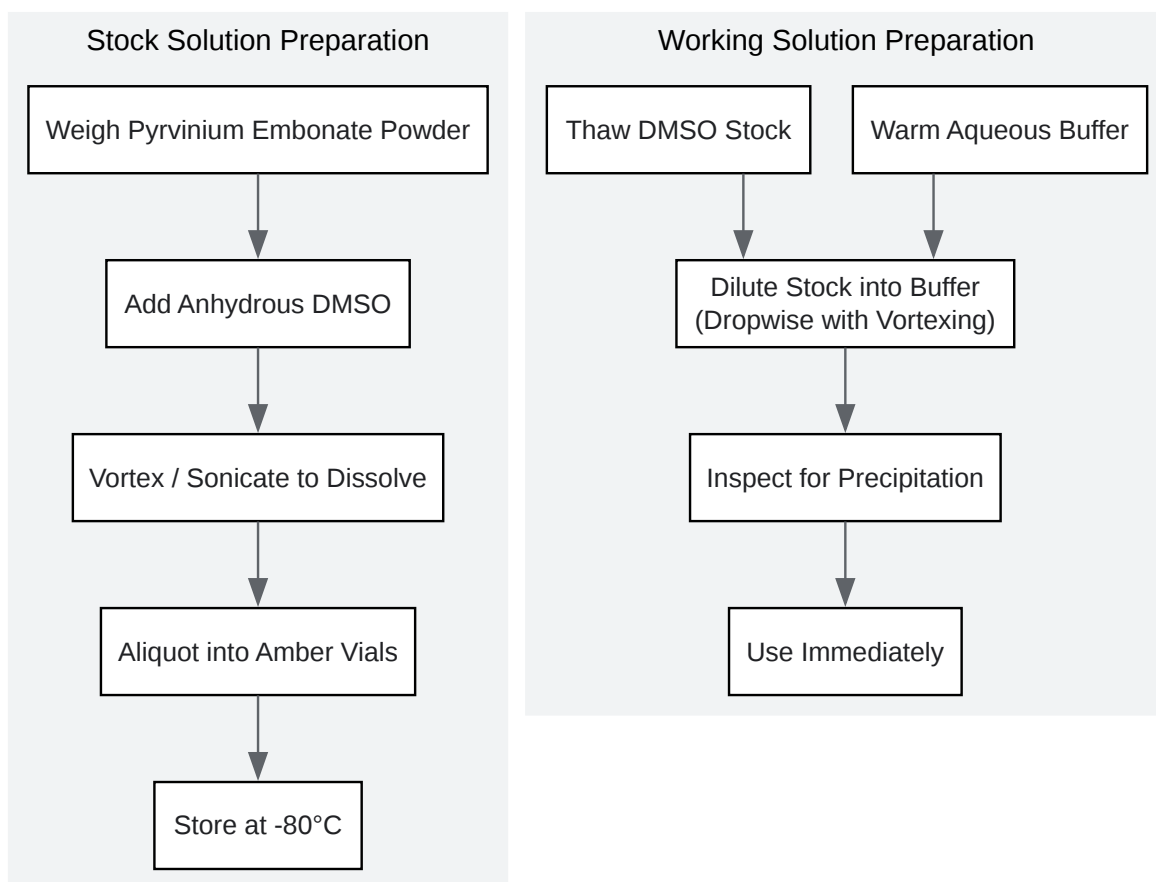 Stock Solution Preparation
Weigh Pyrvinium Embonate Powder
Add Anhydrous DMSO
Vortex / Sonicate to Dissolve
Aliquot into Amber Vials
Store at -80°C
Working Solution Preparation
Thaw DMSO Stock
Warm Aqueous Buffer
Dilute Stock into Buffer
(Dropwise with Vortexing)
Inspect for Precipitation
Use Immediately